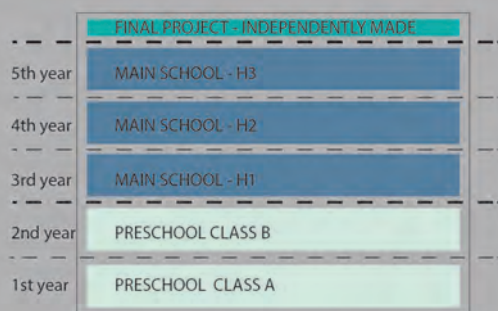 FINAL PROJECT - INDEPENDENTLY MADE
5th year MAIN SCHOOL - H3
4th year MAIN SCHOOL - H2
3rd year MAIN SCHOOL - H1
2nd year PRESCHOOL CLASS B
1st year PRESCHOOL CLASS A